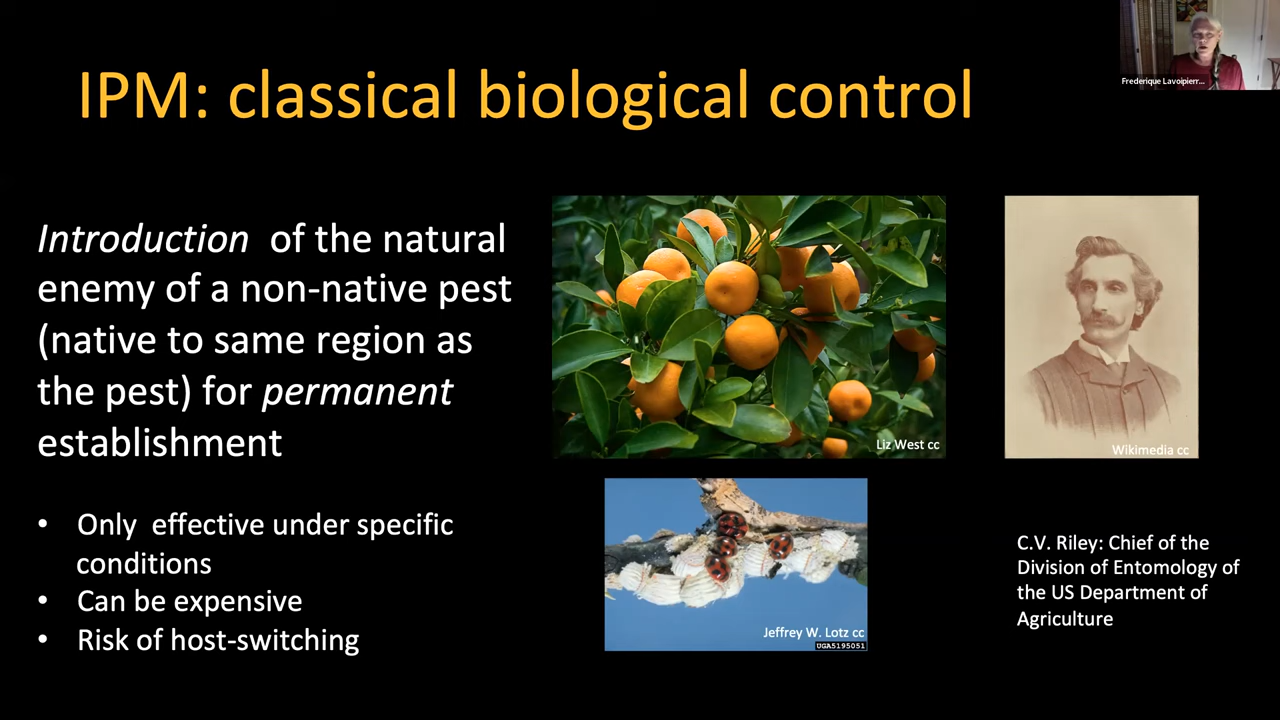 Frederique Lavoipierr...
IPM: classical biological control
Introduction of the natural
enemy of a non-native pest
(native to same region as
the pest) for permanent
establishment
• Only effective under specific
conditions
• Can be expensive
• Risk of host-switching
Liz West cc
Wikimedia cc
Jeffrey W. Lotz cc
UGA5195051
C.V. Riley: Chief of the
Division of Entomology of
the US Department of
Agriculture